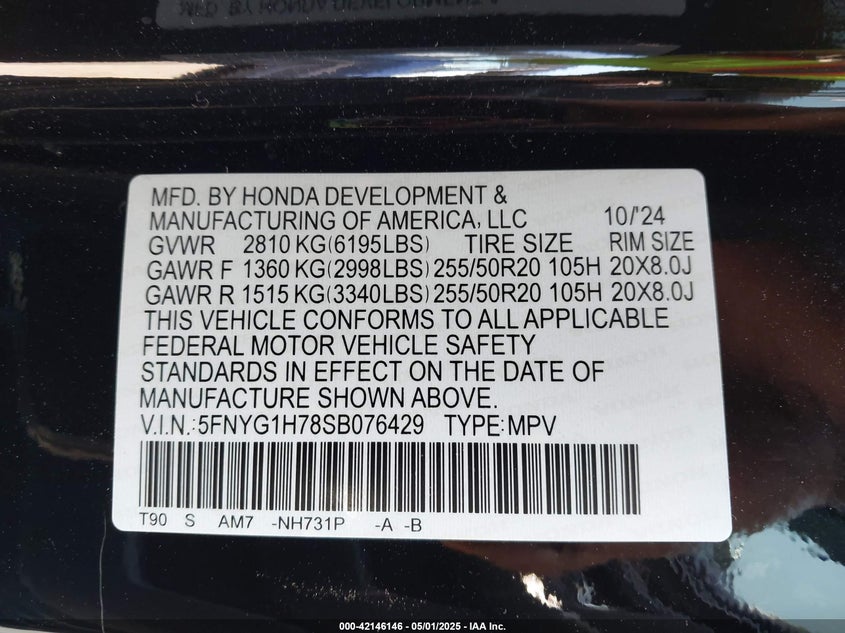 MFD. BY HONDA DEVELOPMENT &
MANUFACTURING OF AMERICA, LLC 10/'24
GVWR 2810 KG(6195LBS) TIRE SIZE RIM SIZE
GAWR F 1360 KG(2998LBS) 255/50R20 105H 20X8.0J
GAWR R 1515 KG(3340LBS) 255/50R20 105H 20X8.0J
THIS VEHICLE CONFORMS TO ALL APPLICABLE
FEDERAL MOTOR VEHICLE SAFETY
STANDARDS IN EFFECT ON THE DATE OF
MANUFACTURE SHOWN ABOVE.
V.I.N.:5FNYG1H78SB076429 TYPE:MPV
T90 S AM7 -NH731P -A -B
000-42146146 - 05/01/2025 - IAA Inc.